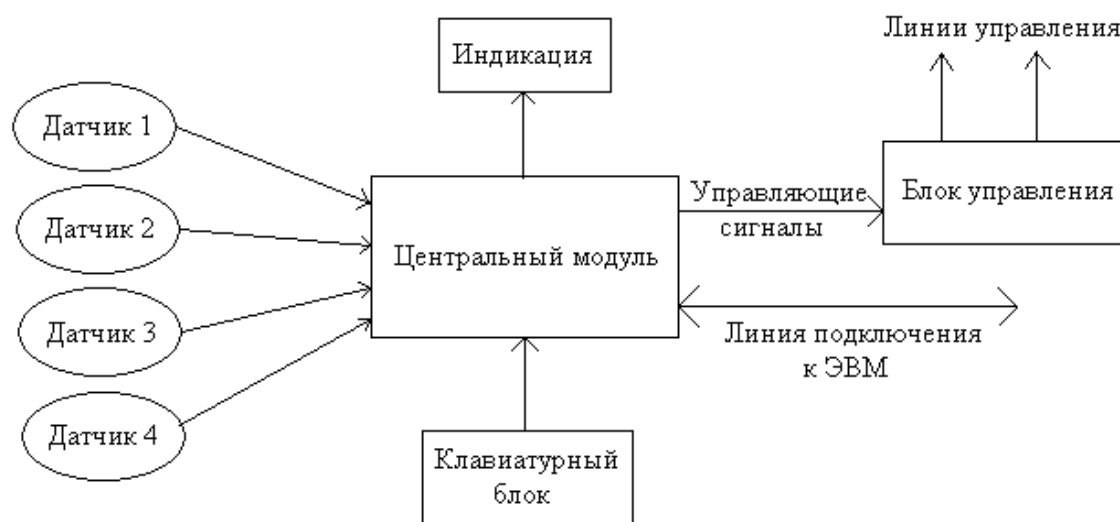 Линии управления
Индикация
Датчик 1
Датчик 2
Датчик 3
Датчик 4
Центральный модуль
Управляющие
сигналы
Блок управления
Линия подключения
к ЭВМ
Клавиатурный
блок